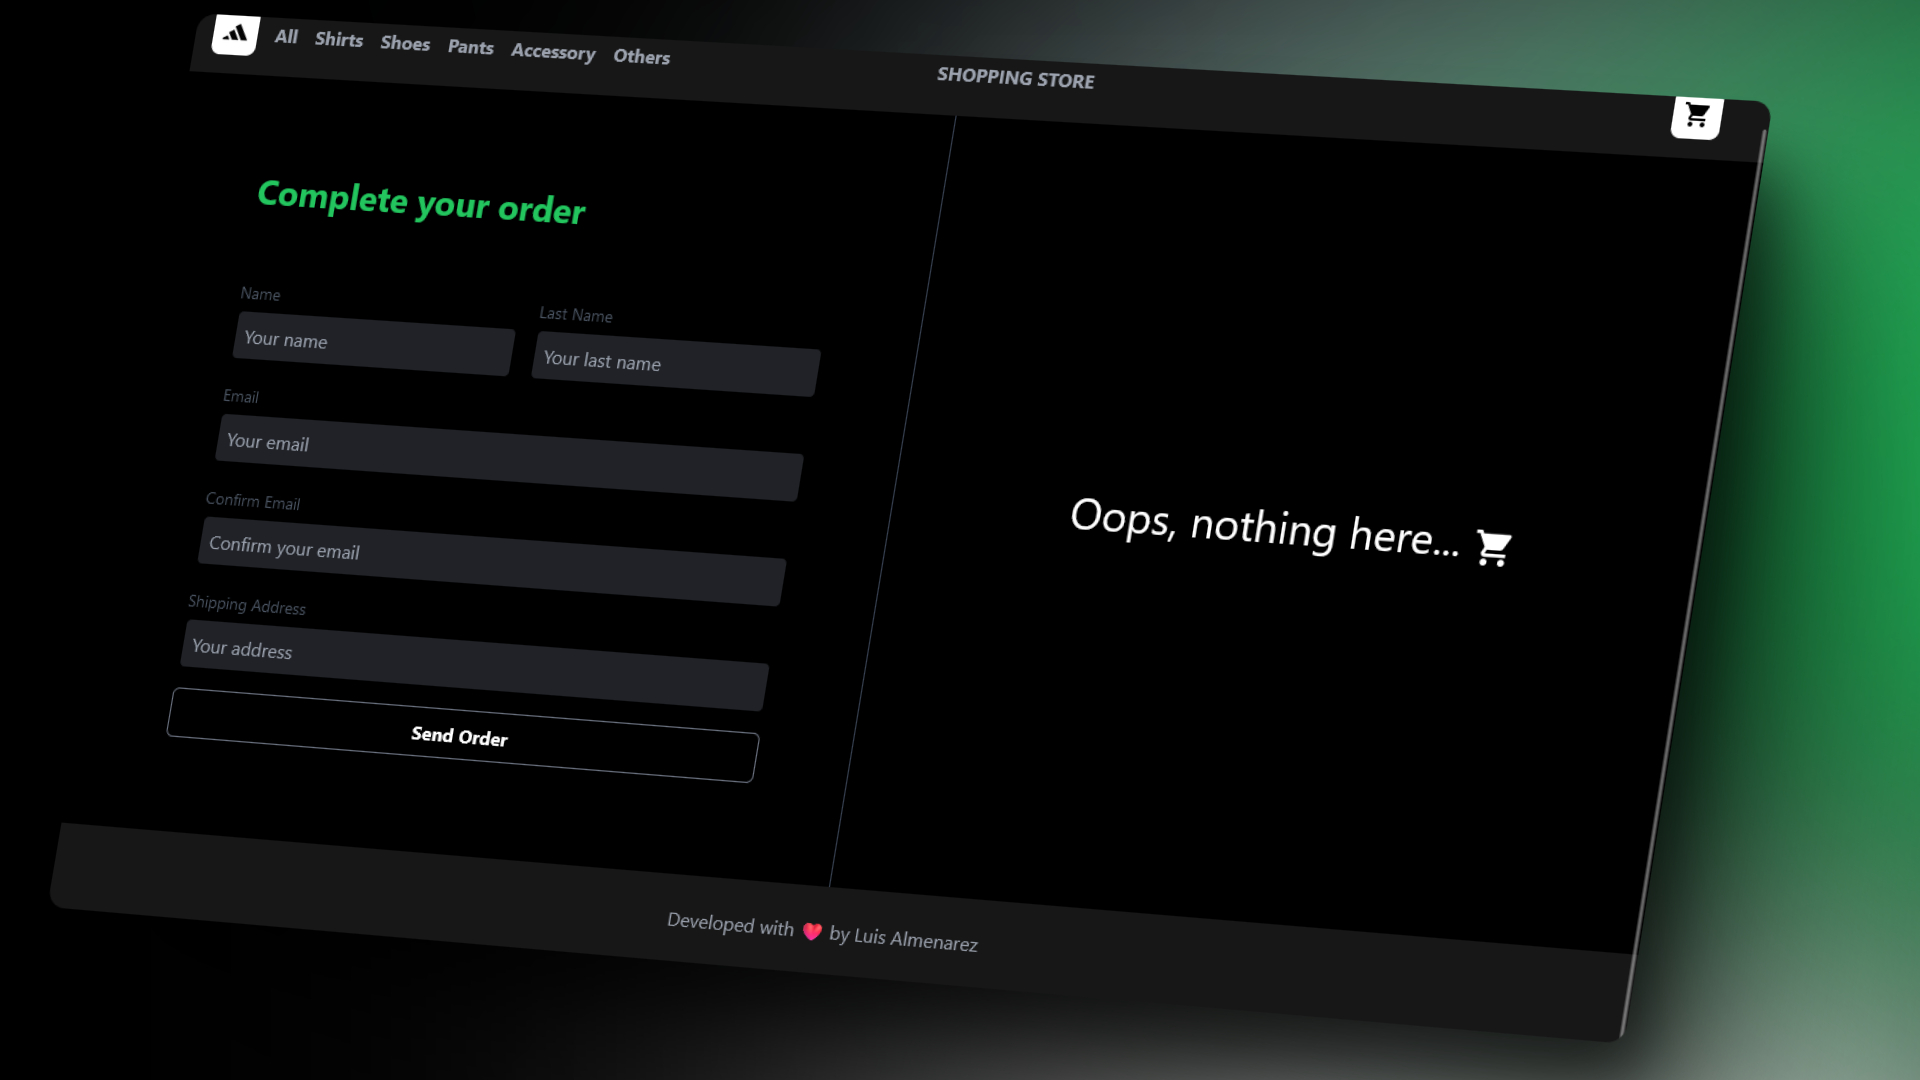 All Shirts Shoes Pants Accessory Others
SHOPPING STORE
Complete your order
Name
Your name
Last Name
Your last name
Email
Your email
Confirm Email
Confirm your email
Shipping Address
Your address
Send Order
Oops, nothing here...
Developed with ❤️ by Luis Almenarez